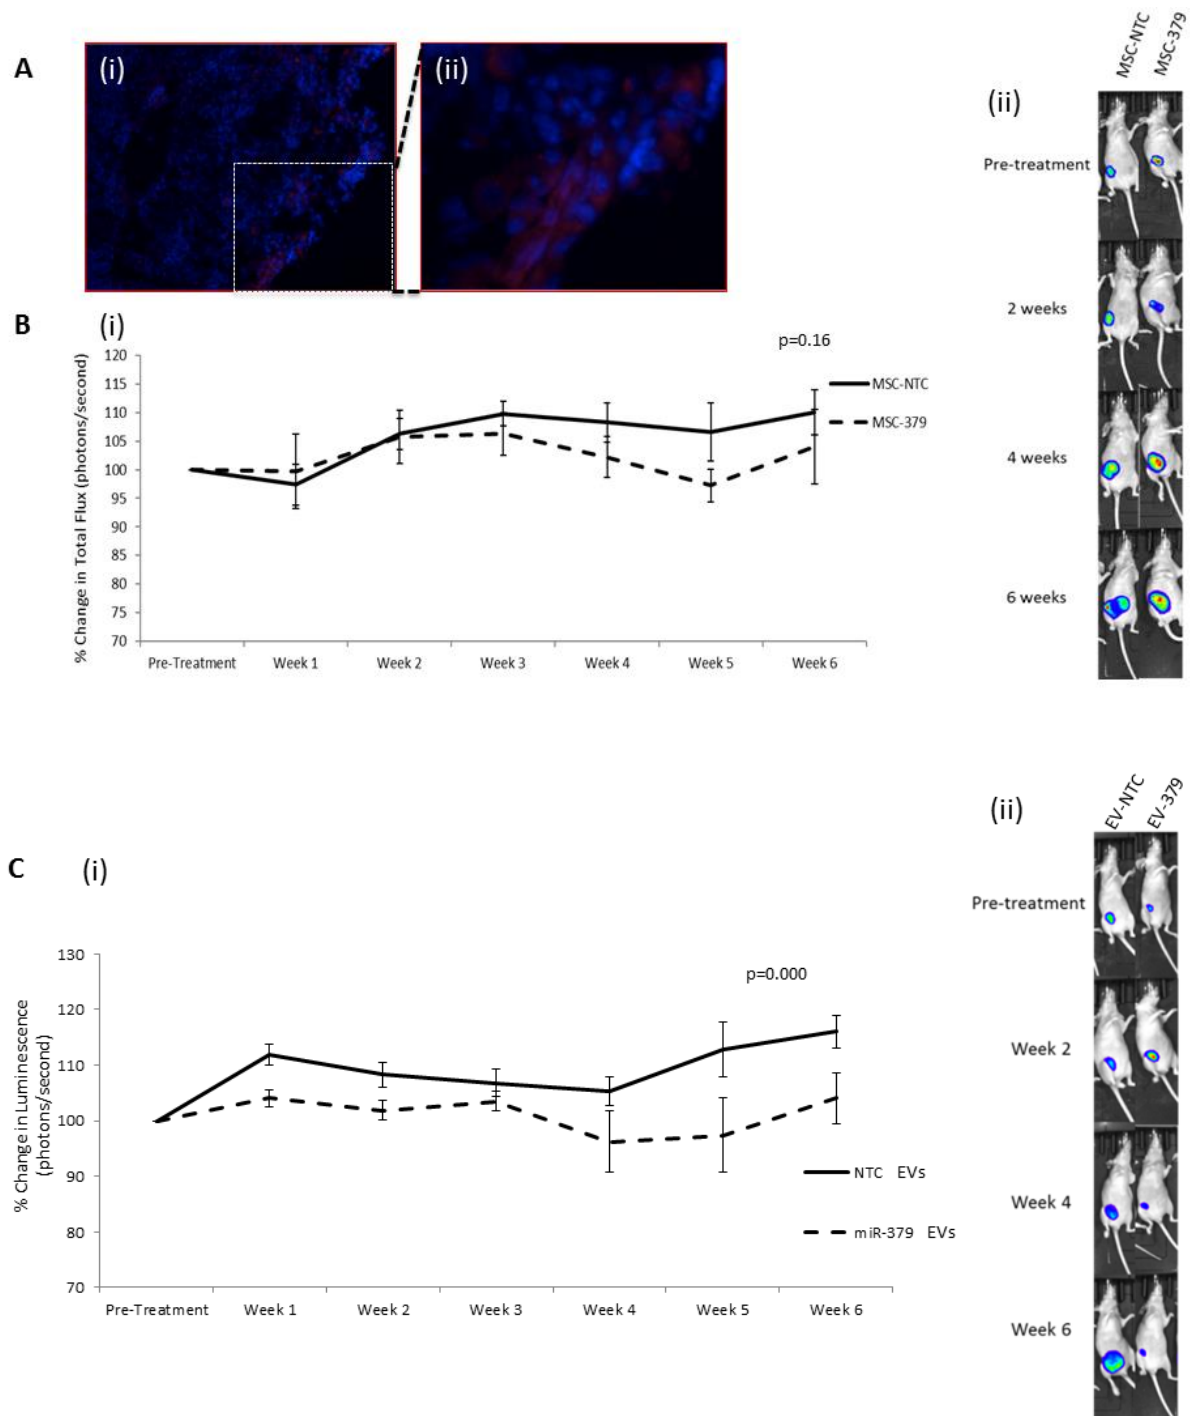 A
(i)
(ii)
B
(i)
% Change in Total Flux (photons/second)
120
115
110
105
100
95
90
85
80
75
70
p=0.16
MSC-NTC
MSC-379
Pre-Treatment Week 1 Week 2 Week 3 Week 4 Week 5 Week 6
(ii)
MSC-NTC
MSC-379
Pre-treatment
2 weeks
4 weeks
6 weeks
C
(i)
% Change in Luminescence
(photons/second)
130
120
110
100
90
80
70
p=0.000
NTC EVs
miR-379 EVs
Pre-Treatment Week 1 Week 2 Week 3 Week 4 Week 5 Week 6
(ii)
EV-NTC
EV-379
Pre-treatment
Week 2
Week 4
Week 6